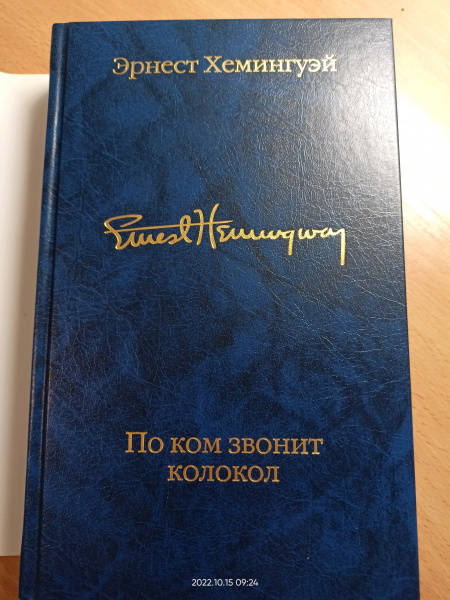 Эрнест Хемингуэй
Ernest Hemingway
По ком звонит
колокол
2022.10.15 09:24